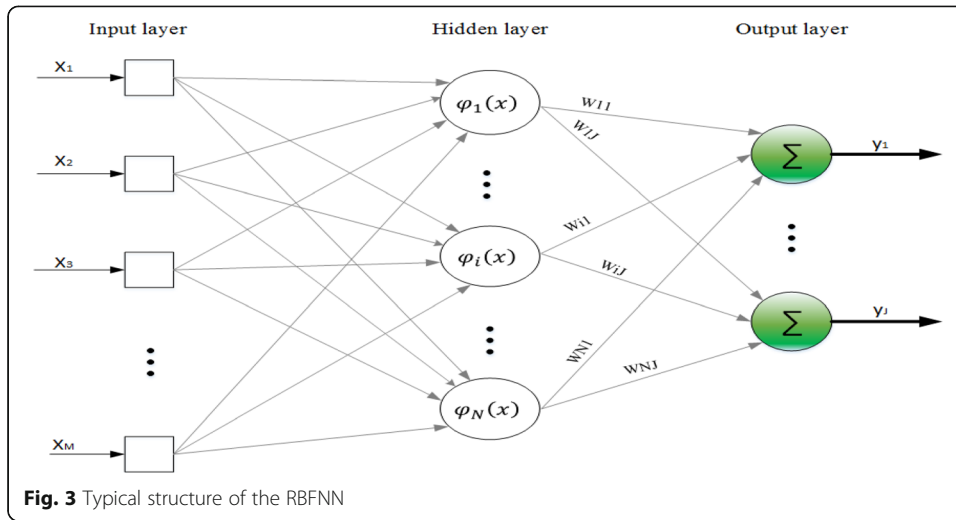 Input layer Hidden layer Output layer
X1
X2
X3
XM
φ1(x)
φi(x)
φN(x)
W11
W1J
Wi1
WiJ
WN1
WNJ
Σ
Σ
y1
yJ
Fig. 3 Typical structure of the RBFNN